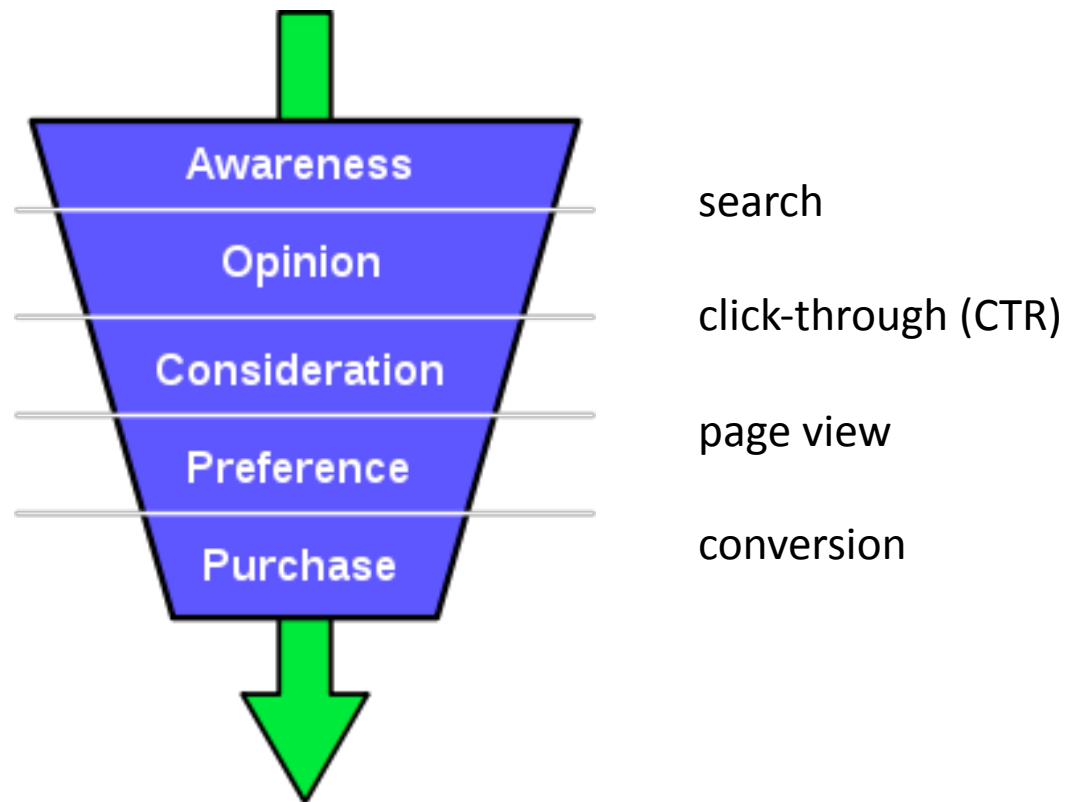 Awareness
search
Opinion
click-through (CTR)
Consideration
page view
Preference
conversion
Purchase